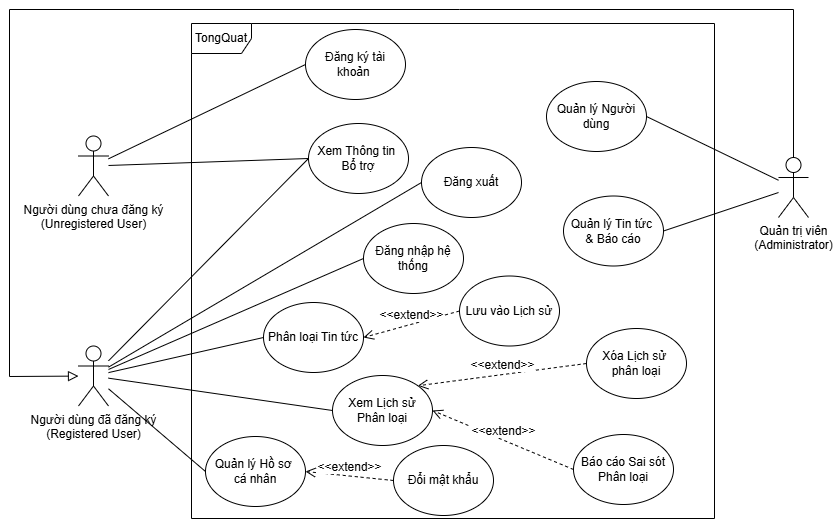 TongQuat
Đăng ký tài
khoản
Quản lý Người
dùng
Xem Thông tin
Bổ trợ
Đăng xuất
Người dùng chưa đăng ký
(Unregistered User)
Quản lý Tin tức
& Báo cáo
Quản trị viên
(Administrator)
Đăng nhập hệ
thống
<<extend>>
Lưu vào Lịch sử
Phân loại Tin tức
<<extend>>
Xóa Lịch sử
phân loại
Xem Lịch sử
Phân loại
Người dùng đã đăng ký
(Registered User)
<<extend>>
Quản lý Hồ sơ
cá nhân
<<extend>>
Đổi mật khẩu
Báo cáo Sai sót
Phân loại